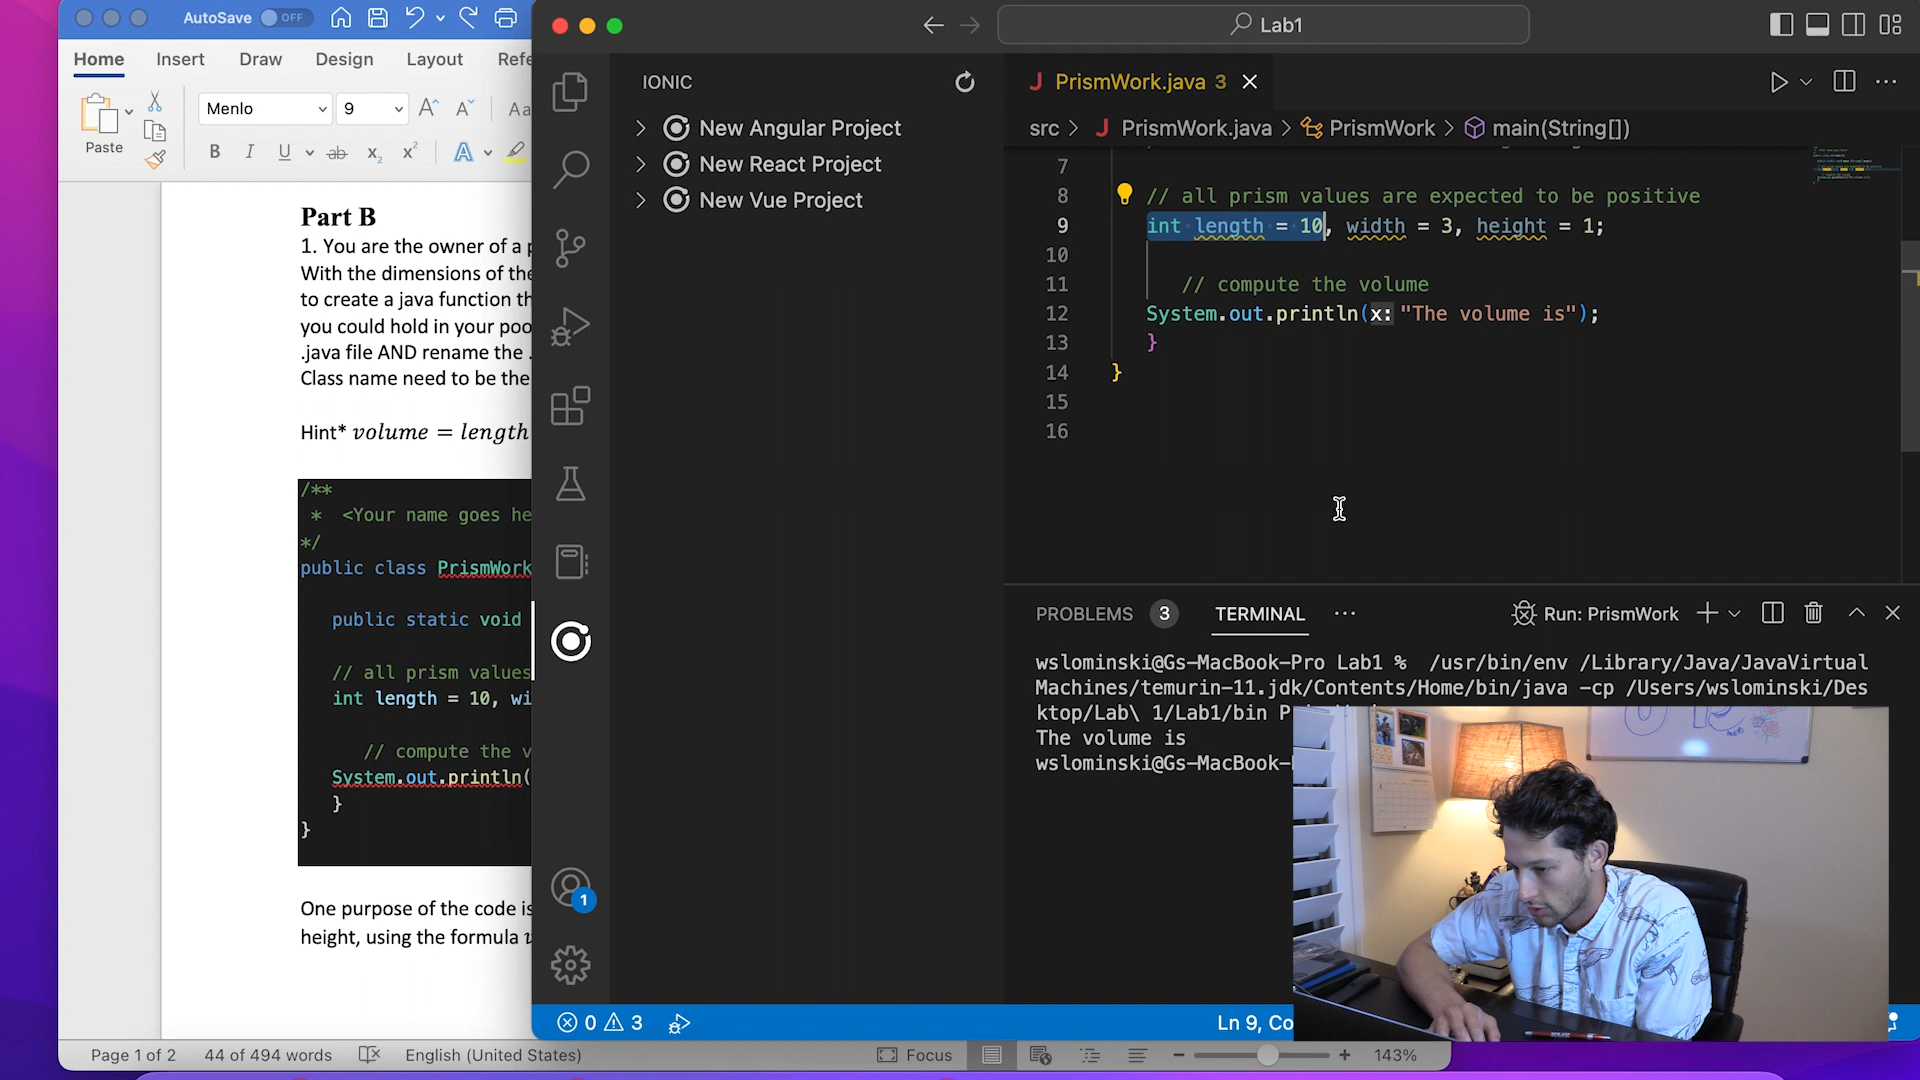 AutoSave OFF
Home Insert Draw Design Layout Refe
Menlo 9 A^ Aˇ Aa
Paste B I U ab x₂ x² A
Part B
1. You are the owner of a p
With the dimensions of the
to create a java function th
you could hold in your poo
.java file AND rename the .
Class name need to be the
Hint* volume = length
/**
* <Your name goes he
*/
public class PrismWork
public static void
// all prism values
int length = 10, wi
// compute the v
System.out.println(
}
}
One purpose of the code is
height, using the formula v
Page 1 of 2 44 of 494 words English (United States) Focus 143%
Lab1
IONIC
New Angular Project
New React Project
New Vue Project
1
PrismWork.java 3
src > PrismWork.java > PrismWork > main(String[])
7
8 // all prism values are expected to be positive
9 int length = 10, width = 3, height = 1;
10
11 // compute the volume
12 System.out.println(x: "The volume is");
13 }
14 }
15
16
PROBLEMS 3 TERMINAL ··· Run: PrismWork
wslominski@Gs-MacBook-Pro Lab1 % /usr/bin/env /Library/Java/JavaVirtual
Machines/temurin-11.jdk/Contents/Home/bin/java -cp /Users/wslominski/Des
ktop/Lab\ 1/Lab1/bin
The volume is
wslominski@Gs-MacBook-
0 3 Ln 9, Co